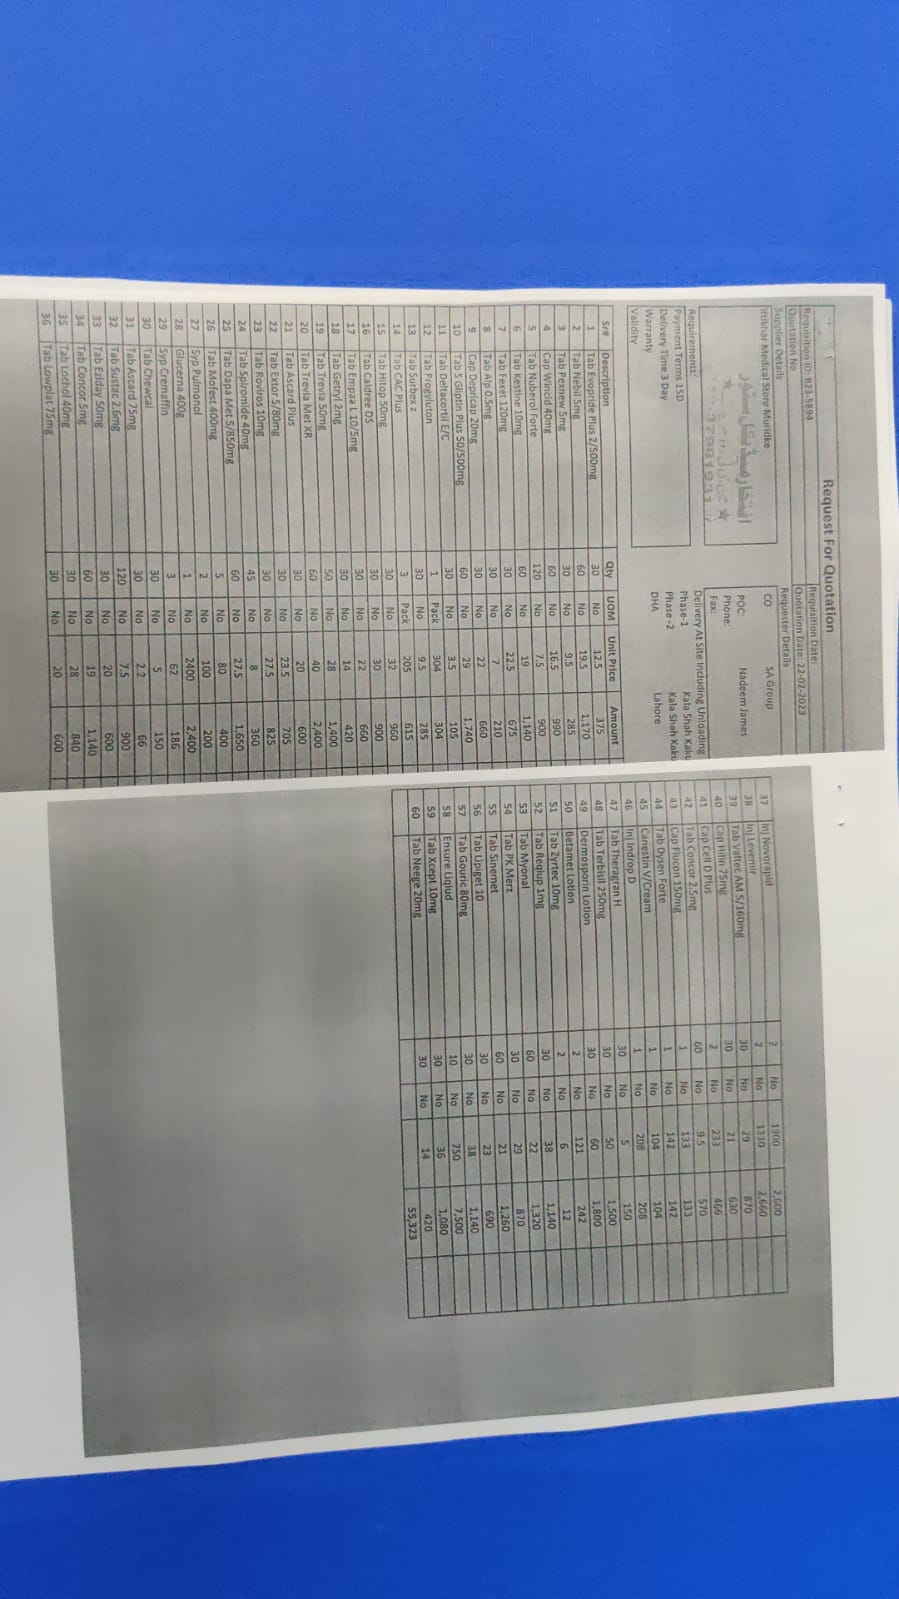 Request For Quotation
Requisition ID: B23-5894
Requisition Date:
Quotation No
Quotation Date: 22-02-2023
Supplier Details
Requester Details
Iftikhar Medical Store Muridke
CO SA Group
POC: Nadeem James
Phone:
Fax:
Requirements:
Delivery At Site Including Unloading
Payment Terms 15D
Phase-1 Kala Shah Kaku
Delivery Time 3 Day
Phase -2 Kala Shah Kaku
Warranty
DHA Lahore
Validity
Sr# Description Qty UOM Unit Price Amount
1 Tab Evopride Plus 2/500mg 30 No 12.5 375
2 Tab Nebil 5mg 60 No 19.5 1,170
3 Tab Pexnew 5mg 30 No 9.5 285
4 Cap Wincid 40mg 60 No 16.5 990
5 Tab Nuberol Forte 120 No 7.5 900
6 Tab Kestine 10mg 60 No 19 1,140
7 Tab Fexet 120mg 30 No 22.5 675
8 Tab Alp 0.5mg 30 No 7 210
9 Cap Depricap 20mg 30 No 22 660
10 Tab S Gliptin Plus 50/500mg 60 No 29 1,740
11 Tab Deltacortil E/C 30 No 3.5 105
12 Tab Progyluton 1 Pack 304 304
13 Tab Surbex z 30 No 9.5 285
14 Tab CAC Plus 3 Pack 205 615
15 Tab Hitop 50mg 30 No 32 960
16 Tab Caldree DS 30 No 30 900
17 Tab Empaa L 10/5mg 30 No 22 660
18 Tab Getryl 2mg 30 No 14 420
19 Tab Trevia 50mg 50 No 28 1,400
20 Tab Trevia Met XR 60 No 40 2,400
21 Tab Ascard Plus 30 No 20 600
22 Tab Extor 5/80mg 30 No 23.5 705
23 Tab Roviros 10mg 30 No 27.5 825
24 Tab Spiromide 40mg 45 No 8 360
25 Tab Dapa Met 5/850mg 60 No 27.5 1,650
26 Tab Mofest 400mg 5 No 80 400
27 Syp Pulmonol 2 No 100 200
28 Glucerna 400g 1 No 2400 2,400
29 Syp Cremaffin 3 No 62 186
30 Tab Chewcal 30 No 5 150
31 Tab Ascard 75mg 30 No 2.2 66
32 Tab Sustac 2.6mg 120 No 7.5 900
33 Tab Eziday 50mg 30 No 20 600
34 Tab Concor 5mg 60 No 19 1,140
35 Tab Lochol 40mg 30 No 28 840
36 Tab Lowplat 75mg 30 No 20 600
37 Inj Novorapid 2 No 1300 2,600
38 Inj Levemir 2 No 1330 2,660
39 Tab Valtec AM 5/160mg 30 No 29 870
40 Cap Hilin 75mg 30 No 21 630
41 Cap Cell D Plus 2 No 233 466
42 Tab Concor 2.5mg 60 No 9.5 570
43 Cap Flucon 150mg 1 No 133 133
44 Tab Dyson Forte 1 No 142 142
45 Canestin V/Cream 1 No 104 104
46 Inj Indrop D 1 No 208 208
47 Tab Theragran H 30 No 5 150
48 Tab Terbisil 250mg 30 No 50 1,500
49 Dermosporin Lotion 30 No 60 1,800
50 Betamet Lotion 2 No 121 242
51 Tab Zyrtec 10mg 2 No 6 12
52 Tab Reqiup 1mg 30 No 38 1,140
53 Tab Myonal 60 No 22 1,320
54 Tab PK Merz 30 No 29 870
55 Tab Sinemet 60 No 21 1,260
56 Tab Lipiget 10 30 No 23 690
57 Tab Gouric 80mg 30 No 38 1,140
58 Ensure Liqiud 10 No 750 7,500
59 Tab Xcept 10mg 30 No 36 1,080
60 Tab Neege 20mg 30 No 14 420
55,323